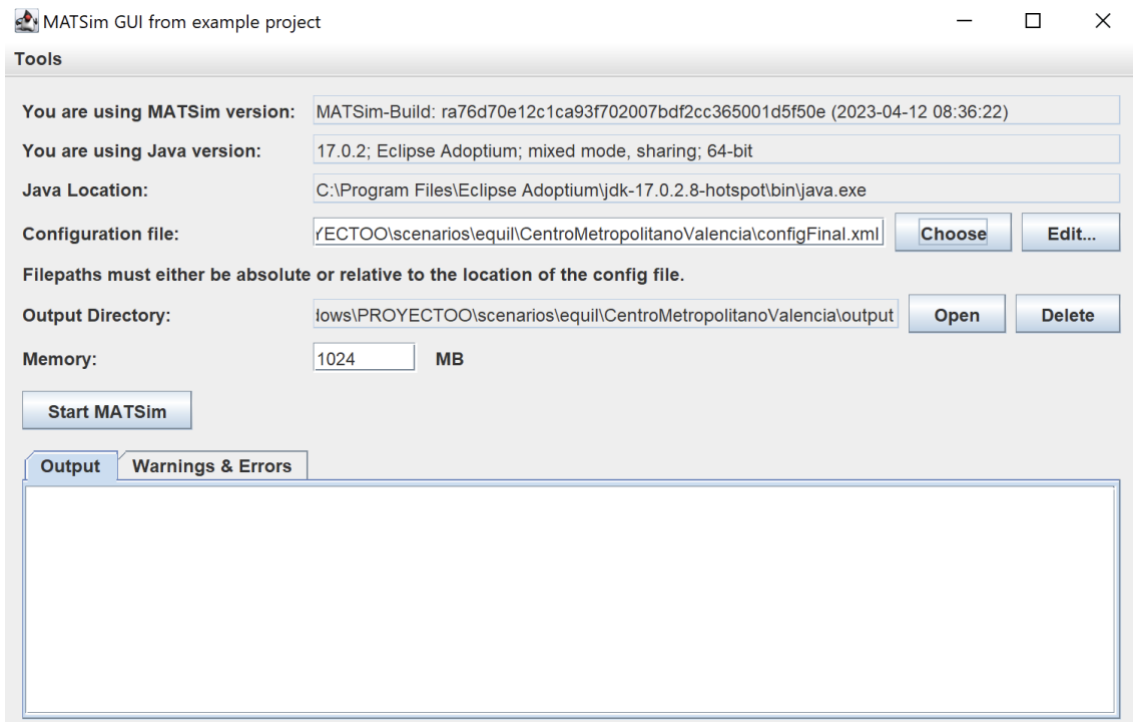 MATSim GUI from example project
Tools
You are using MATSim version: MATSim-Build: ra76d70e12c1ca93f702007bdf2cc365001d5f50e (2023-04-12 08:36:22)
You are using Java version: 17.0.2; Eclipse Adoptium; mixed mode, sharing; 64-bit
Java Location: C:\Program Files\Eclipse Adoptium\jdk-17.0.2.8-hotspot\bin\java.exe
Configuration file: YECTOO\scenarios\equil\CentroMetropolitanoValencia\configFinal.xml Choose Edit...
Filepaths must either be absolute or relative to the location of the config file.
Output Directory: dows\PROYECTOO\scenarios\equil\CentroMetropolitanoValencia\output Open Delete
Memory: 1024 MB
Start MATSim
Output Warnings & Errors